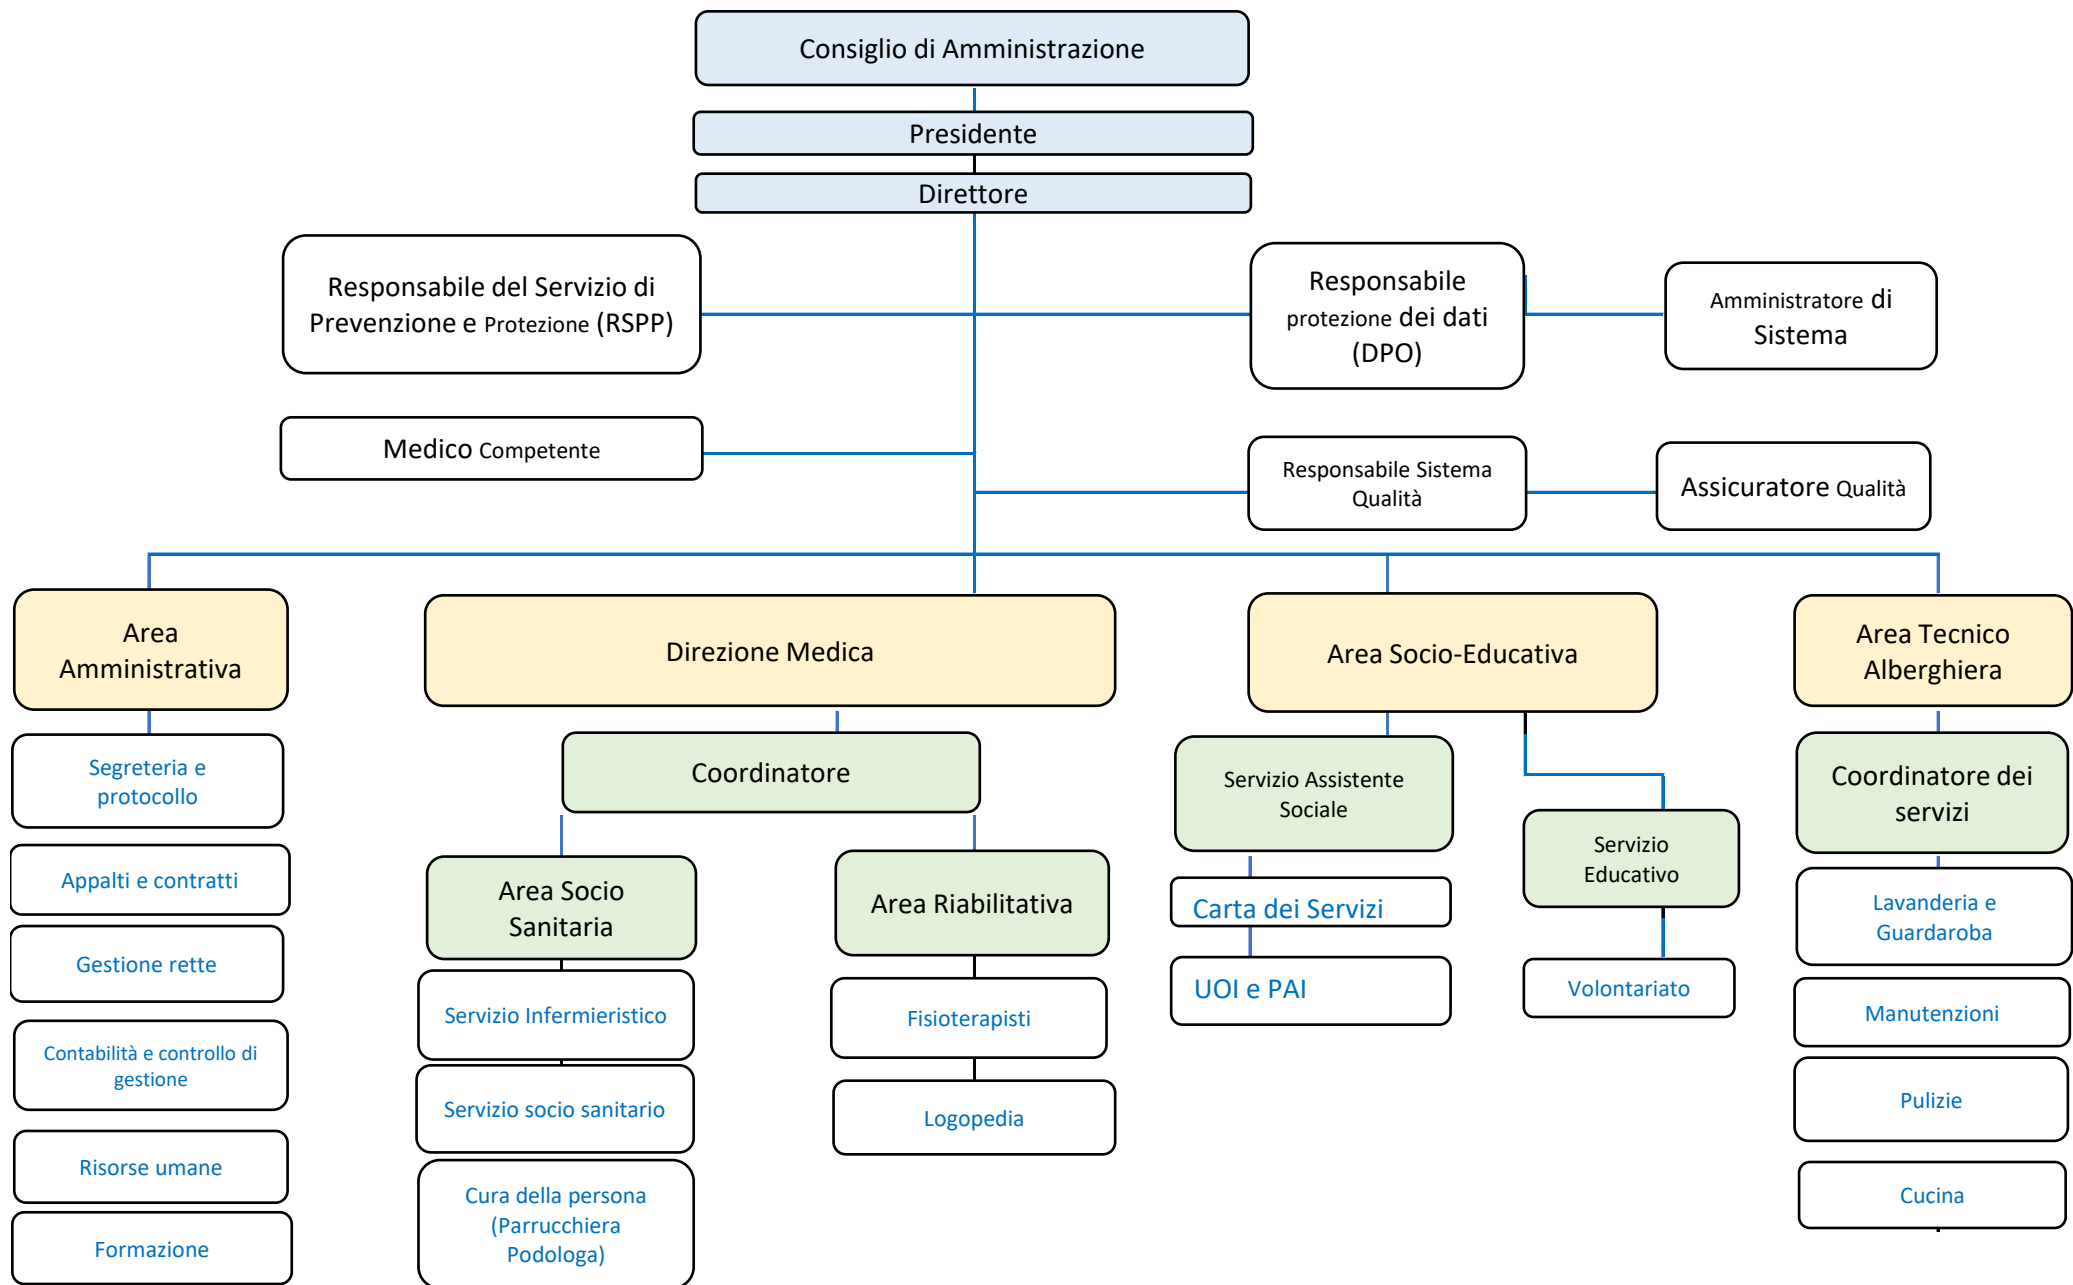 Consiglio di Amministrazione
Presidente
Direttore
Responsabile del Servizio di
Prevenzione e Protezione (RSPP)
Responsabile
protezione dei dati
(DPO)
Amministratore di
Sistema
Medico Competente
Responsabile Sistema
Qualità
Assicuratore Qualità
Area
Amministrativa
Direzione Medica
Area Socio-Educativa
Area Tecnico
Alberghiera
Segreteria e
protocollo
Appalti e contratti
Gestione rette
Contabilità e controllo di
gestione
Risorse umane
Formazione
Coordinatore
Area Socio
Sanitaria
Servizio Infermieristico
Servizio socio sanitario
Cura della persona
(Parrucchiera
Podologa)
Area Riabilitativa
Fisioterapisti
Logopedia
Servizio Assistente
Sociale
Carta dei Servizi
UOI e PAI
Servizio
Educativo
Volontariato
Coordinatore dei
servizi
Lavanderia e
Guardaroba
Manutenzioni
Pulizie
Cucina